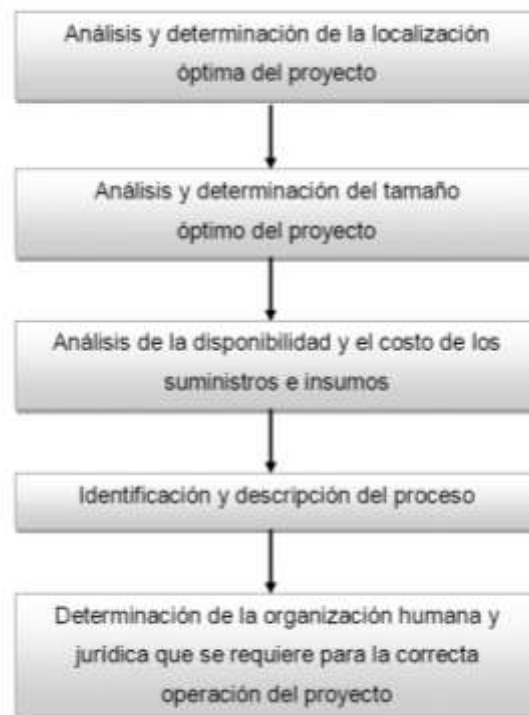 Análisis y determinación de la localización
óptima del proyecto
Análisis y determinación del tamaño
óptimo del proyecto
Análisis de la disponibilidad y el costo de los
suministros e insumos
Identificación y descripción del proceso
Determinación de la organización humana y
jurídica que se requiere para la correcta
operación del proyecto